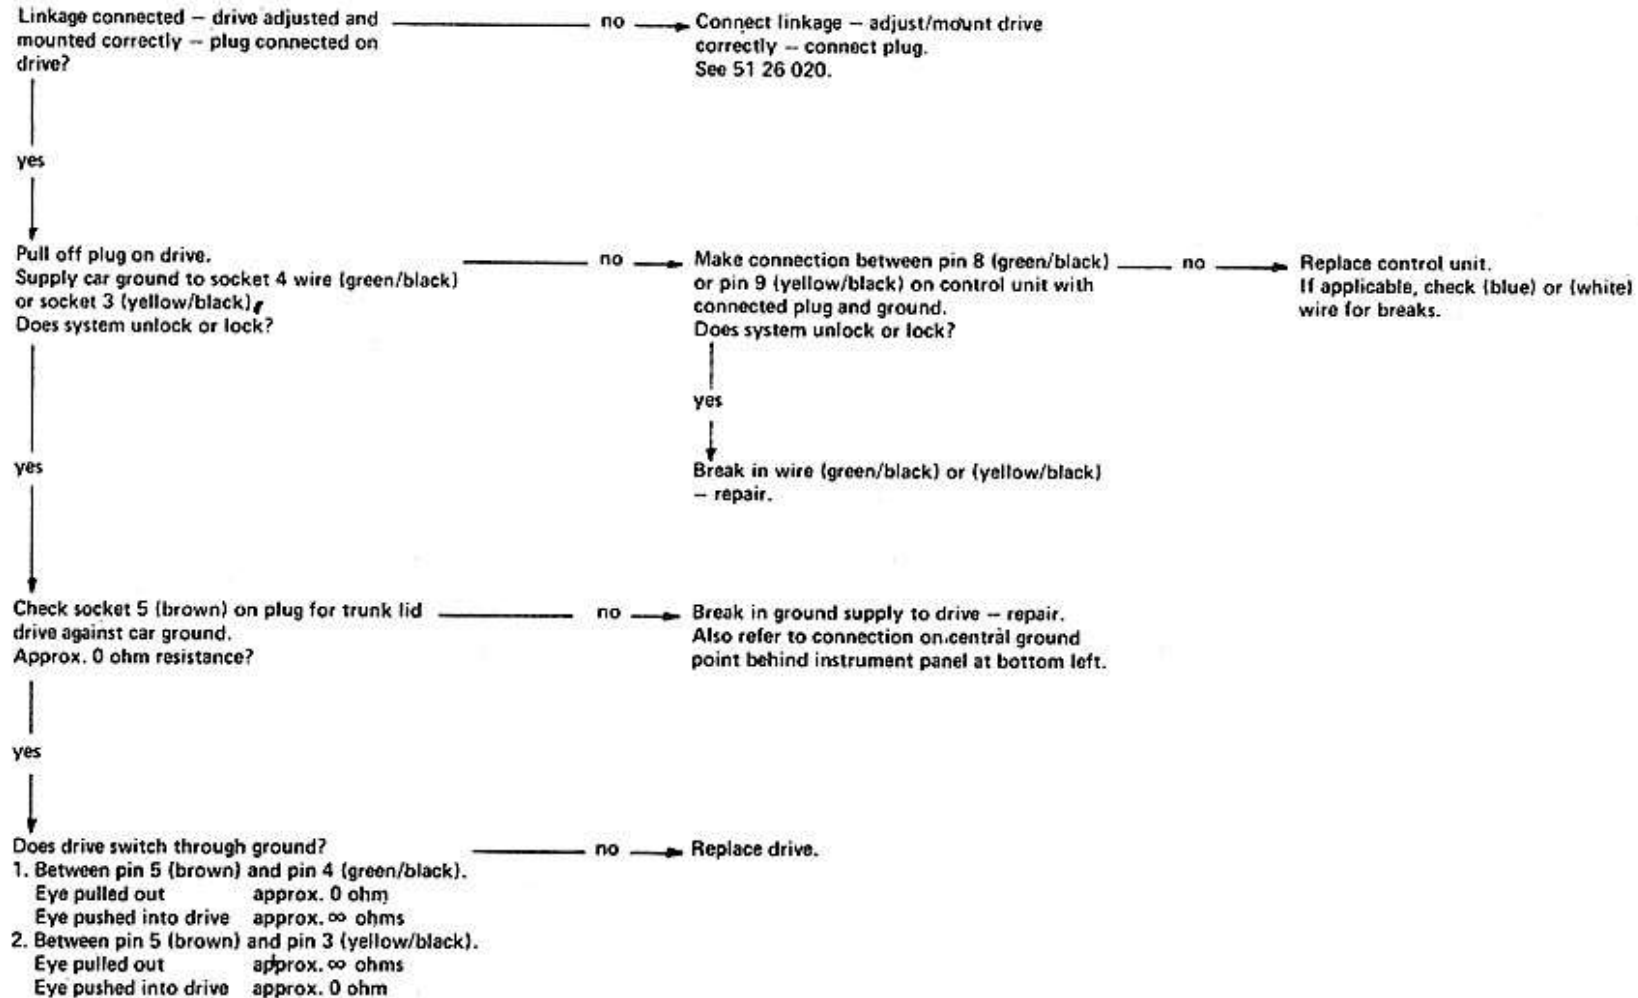 Linkage connected – drive adjusted and
mounted correctly – plug connected on
drive?
no
Connect linkage – adjust/mount drive
correctly – connect plug.
See 51 26 020.
yes
Pull off plug on drive.
Supply car ground to socket 4 wire (green/black)
or socket 3 (yellow/black),
Does system unlock or lock?
no
Make connection between pin 8 (green/black)
or pin 9 (yellow/black) on control unit with
connected plug and ground.
Does system unlock or lock?
no
Replace control unit.
If applicable, check (blue) or (white)
wire for breaks.
yes
Break in wire (green/black) or (yellow/black)
– repair.
yes
Check socket 5 (brown) on plug for trunk lid
drive against car ground.
Approx. 0 ohm resistance?
no
Break in ground supply to drive – repair.
Also refer to connection on central ground
point behind instrument panel at bottom left.
yes
Does drive switch through ground?
no
Replace drive.
1. Between pin 5 (brown) and pin 4 (green/black).
Eye pulled out approx. 0 ohm
Eye pushed into drive approx. ∞ ohms
2. Between pin 5 (brown) and pin 3 (yellow/black).
Eye pulled out approx. ∞ ohms
Eye pushed into drive approx. 0 ohm